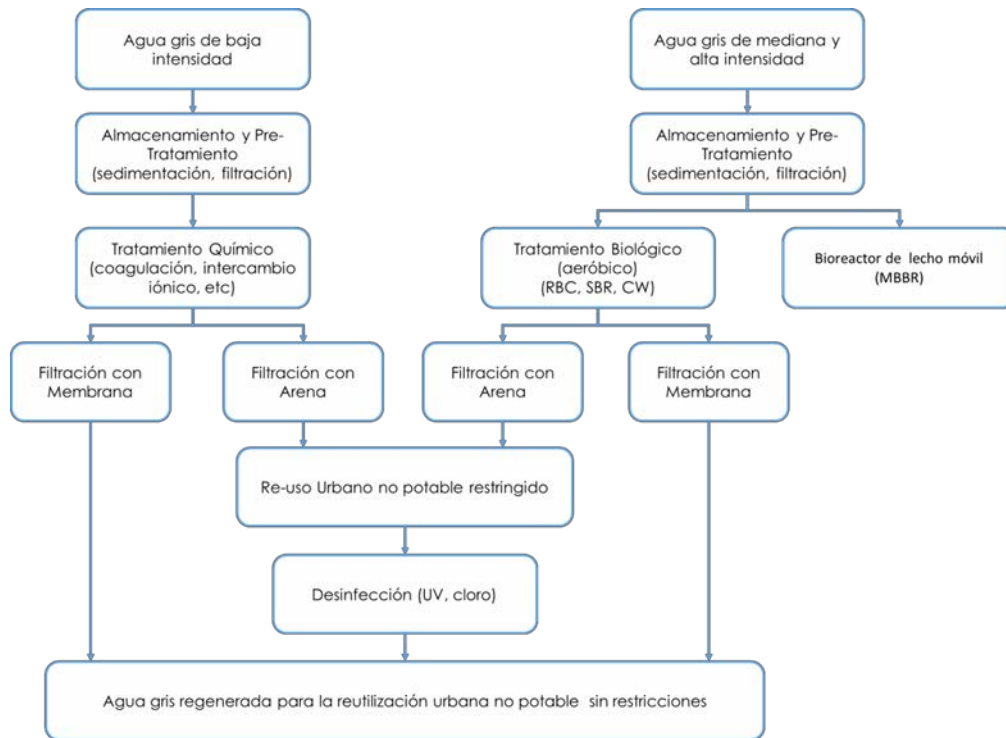 Agua gris de baja
intensidad
Agua gris de mediana y
alta intensidad
Almacenamiento y Pre-
Tratamiento
(sedimentación, filtración)
Almacenamiento y Pre-
Tratamiento
(sedimentación, filtración)
Tratamiento Químico
(coagulación, intercambio
iónico, etc)
Tratamiento Biológico
(aeróbico)
(RBC, SBR, CW)
Bioreactor de lecho móvil
(MBBR)
Filtración con
Membrana
Filtración con
Arena
Filtración con
Arena
Filtración con
Membrana
Re-uso Urbano no potable restringido
Desinfección (UV, cloro)
Agua gris regenerada para la reutilización urbana no potable sin restricciones